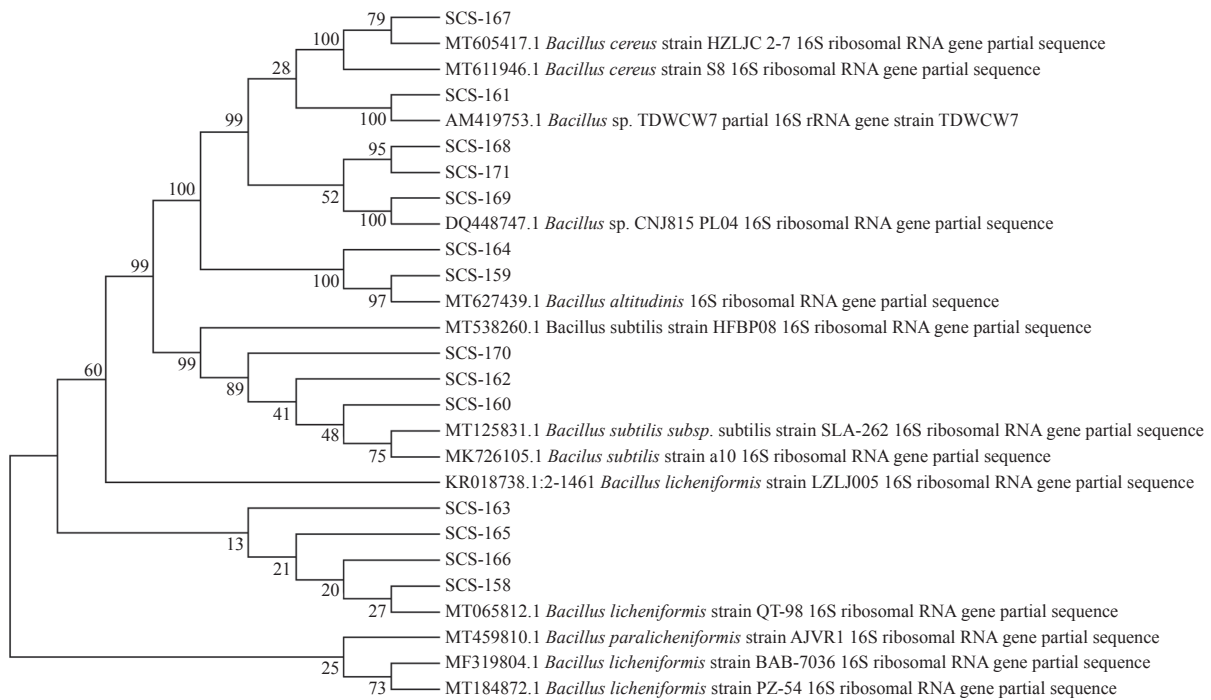 79
SCS-167
MT605417.1 Bacillus cereus strain HZLJC 2-7 16S ribosomal RNA gene partial sequence
100
MT611946.1 Bacillus cereus strain S8 16S ribosomal RNA gene partial sequence
28
SCS-161
100
AM419753.1 Bacillus sp. TDWCW7 partial 16S rRNA gene strain TDWCW7
99
SCS-168
95
SCS-171
52
SCS-169
100
DQ448747.1 Bacillus sp. CNJ815 PL04 16S ribosomal RNA gene partial sequence
100
SCS-164
100
SCS-159
97
MT627439.1 Bacillus altitudinis 16S ribosomal RNA gene partial sequence
99
MT538260.1 Bacillus subtilis strain HFBP08 16S ribosomal RNA gene partial sequence
99
SCS-170
89
SCS-162
41
SCS-160
48
MT125831.1 Bacillus subtilis subsp. subtilis strain SLA-262 16S ribosomal RNA gene partial sequence
75
MK726105.1 Bacilus subtilis strain a10 16S ribosomal RNA gene partial sequence
60
KR018738.1:2-1461 Bacillus licheniformis strain LZLJ005 16S ribosomal RNA gene partial sequence
SCS-163
13
SCS-165
21
SCS-166
20
SCS-158
27
MT065812.1 Bacillus licheniformis strain QT-98 16S ribosomal RNA gene partial sequence
MT459810.1 Bacillus paralicheniformis strain AJVR1 16S ribosomal RNA gene partial sequence
25
MF319804.1 Bacillus licheniformis strain BAB-7036 16S ribosomal RNA gene partial sequence
73
MT184872.1 Bacillus licheniformis strain PZ-54 16S ribosomal RNA gene partial sequence